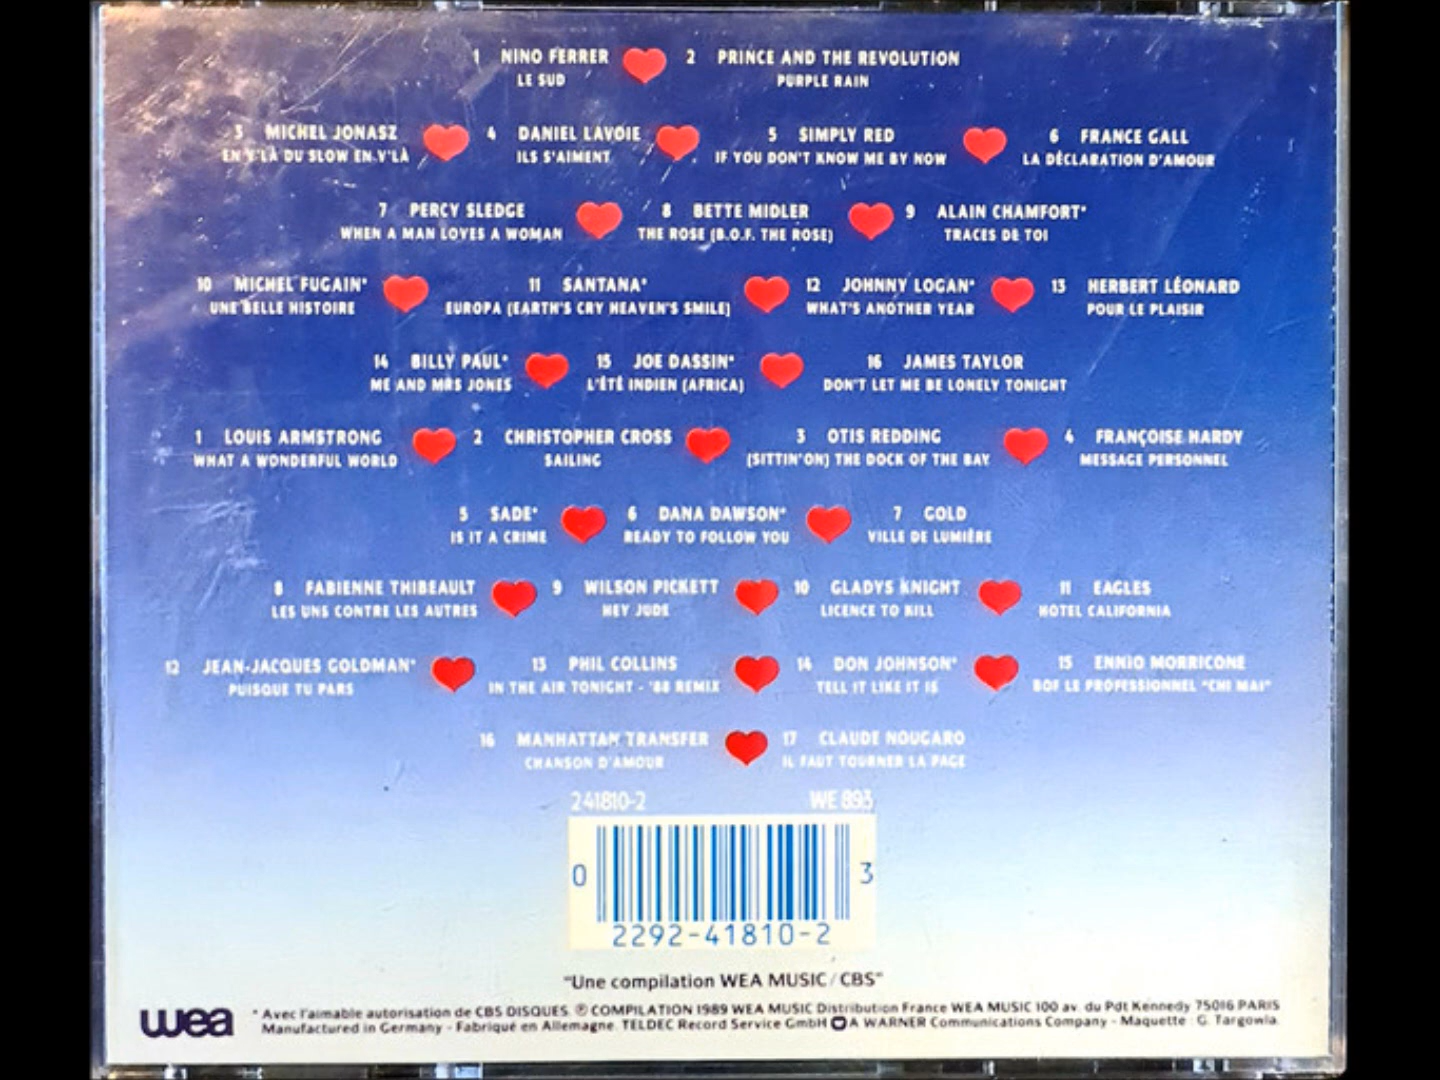 1 NINO FERRER 2 PRINCE AND THE REVOLUTION
LE SUD PURPLE RAIN
3 MICHEL JONASZ 4 DANIEL LAVOIE 5 SIMPLY RED 6 FRANCE GALL
EN V'LÀ DU SLOW EN V'LÀ ILS S'AIMENT IF YOU DON'T KNOW ME BY NOW LA DÉCLARATION D'AMOUR
7 PERCY SLEDGE 8 BETTE MIDLER 9 ALAIN CHAMFORT*
WHEN A MAN LOVES A WOMAN THE ROSE (B.O.F. THE ROSE) TRACES DE TOI
10 MICHEL FUGAIN* 11 SANTANA* 12 JOHNNY LOGAN* 13 HERBERT LÉONARD
UNE BELLE HISTOIRE EUROPA (EARTH'S CRY HEAVEN'S SMILE) WHAT'S ANOTHER YEAR POUR LE PLAISIR
14 BILLY PAUL* 15 JOE DASSIN* 16 JAMES TAYLOR
ME AND MRS JONES L'ÉTÉ INDIEN (AFRICA) DON'T LET ME BE LONELY TONIGHT
1 LOUIS ARMSTRONG 2 CHRISTOPHER CROSS 3 OTIS REDDING 4 FRANÇOISE HARDY
WHAT A WONDERFUL WORLD SAILING (SITTIN'ON) THE DOCK OF THE BAY MESSAGE PERSONNEL
5 SADE* 6 DANA DAWSON* 7 GOLD
IS IT A CRIME READY TO FOLLOW YOU VILLE DE LUMIÈRE
8 FABIENNE THIBEAULT 9 WILSON PICKETT 10 GLADYS KNIGHT 11 EAGLES
LES UNS CONTRE LES AUTRES HEY JUDE LICENCE TO KILL HOTEL CALIFORNIA
12 JEAN-JACQUES GOLDMAN* 13 PHIL COLLINS 14 DON JOHNSON* 15 ENNIO MORRICONE
PUISQUE TU PARS IN THE AIR TONIGHT - '88 REMIX TELL IT LIKE IT IS BOF LE PROFESSIONNEL "CHI MAI"
16 MANHATTAN TRANSFER 17 CLAUDE NOUGARO
CHANSON D'AMOUR IL FAUT TOURNER LA PAGE
241810-2 WE 893
0 3
2292-41810-2
"Une compilation WEA MUSIC/CBS"
wea * Avec l'aimable autorisation de CBS DISQUES. ℗ COMPILATION 1989 WEA MUSIC Distribution France WEA MUSIC 100 av. du Pdt Kennedy 75016 PARIS
Manufactured in Germany - Fabriqué en Allemagne. TELDEC Record Service GmbH A WARNER Communications Company - Maquette : G. Targowla.